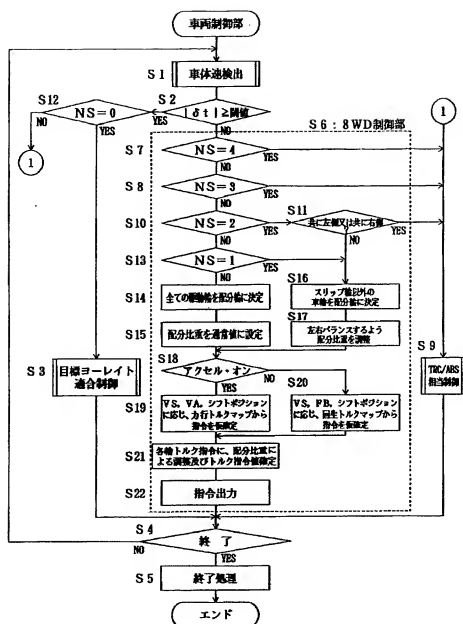 車両制御部
S1
車体速検出
S12
S2
NS=0
YES
|δt|≧閾値
NO
YES
NO
1
1
S6:8WD制御部
S7
NS=4
YES
NO
S8
NS=3
YES
NO
S10
NS=2
YES
S11
共に左側又は共に右側
?
YES
NO
NO
S13
NS=1
YES
NO
S14
全ての駆動輪を配分輪に決定
S16
スリップ輪以外の
車輪を配分輪に決定
S15
配分比重を通常値に設定
S17
左右バランスするよう
配分比重を調整
S3
目標ヨーレイト
適合制御
S9
TRC/ABS
相当制御
S18
アクセル・オン
NO
YES
S19
VS、VA、シフトポジション
に応じ、力行トルクマップから
指令を仮確定
S20
VS、FB、シフトポジション
に応じ、回生トルクマップから
指令を仮確定
S21
各輪トルク指令に、配分比重に
よる調整及びトルク指令値確定
S22
指令出力
S4
終了
NO
YES
S5
終了処理
エンド